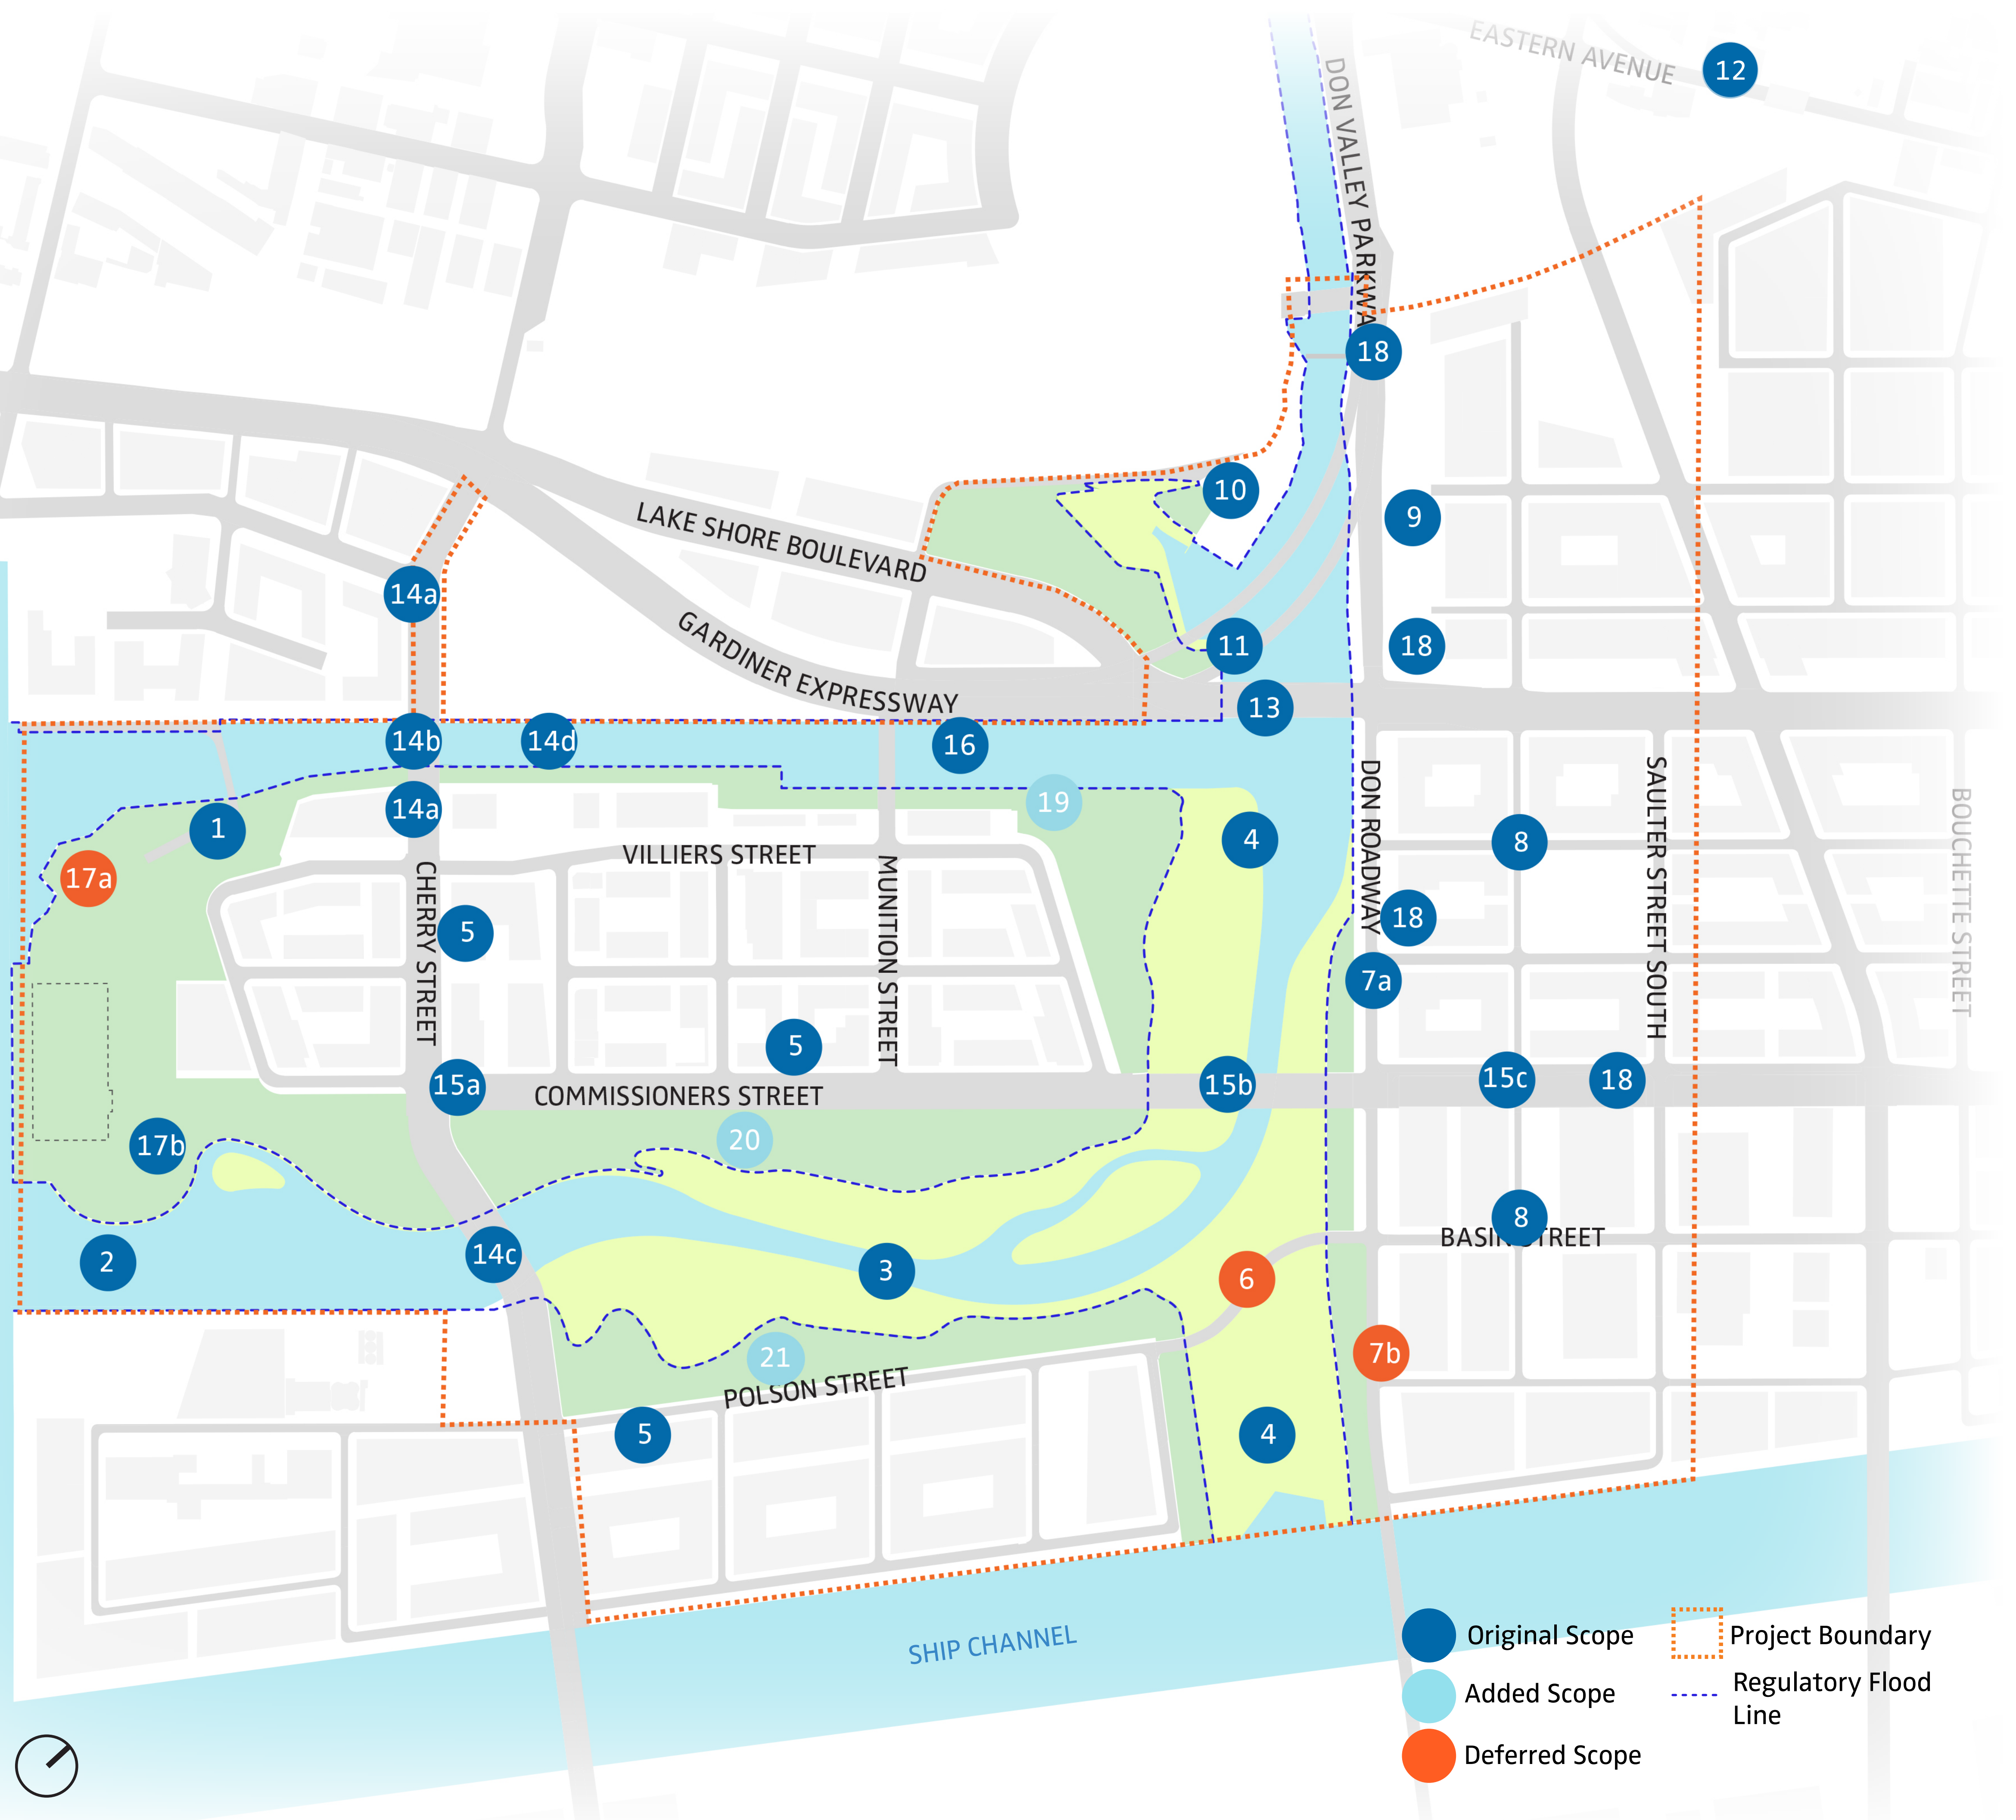 EASTERN AVENUE
12
DON VALLEY PARKWA
18
10
9
LAKE SHORE BOULEVARD
14a
GARDINER EXPRESSWAY
11
18
13
14b
14d
16
14a
19
1
4
8
VILLIERS STREET
17a
CHERRY STREET
5
MUNITION STREET
DON ROADWAY
18
SAULTER STREET SOUTH
BOUCHETTE STREET
7a
5
15a
COMMISSIONERS STREET
15b
15c
18
20
17b
8
BASIN STREET
2
14c
3
6
21
7b
POLSON STREET
5
4
SHIP CHANNEL
Original Scope
Project Boundary
Added Scope
Regulatory Flood
Line
Deferred Scope